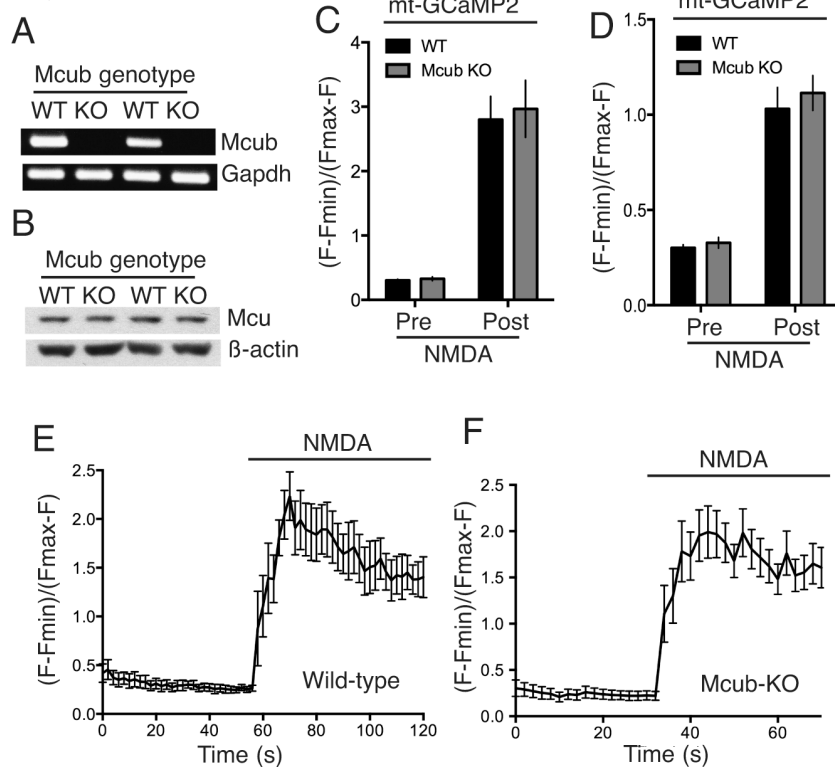 A
Mcub genotype
WT KO WT KO
Mcub
Gapdh
B
Mcub genotype
WT KO WT KO
Mcu
ß-actin
C
mt-GCaMP2
WT
Mcub KO
(F-Fmin)/(Fmax-F)
4
3
2
1
0
Pre Post
NMDA
D
mt-GCaMP2
WT
Mcub KO
(F-Fmin)/(Fmax-F)
1.5
1.0
0.5
0.0
Pre Post
NMDA
E
NMDA
(F-Fmin)/(Fmax-F)
2.5
2.0
1.5
1.0
0.5
0.0
Wild-type
0 20 40 60 80 100 120
Time (s)
F
NMDA
(F-Fmin)/(Fmax-F)
2.5
2.0
1.5
1.0
0.5
0.0
Mcub-KO
0 20 40 60
Time (s)